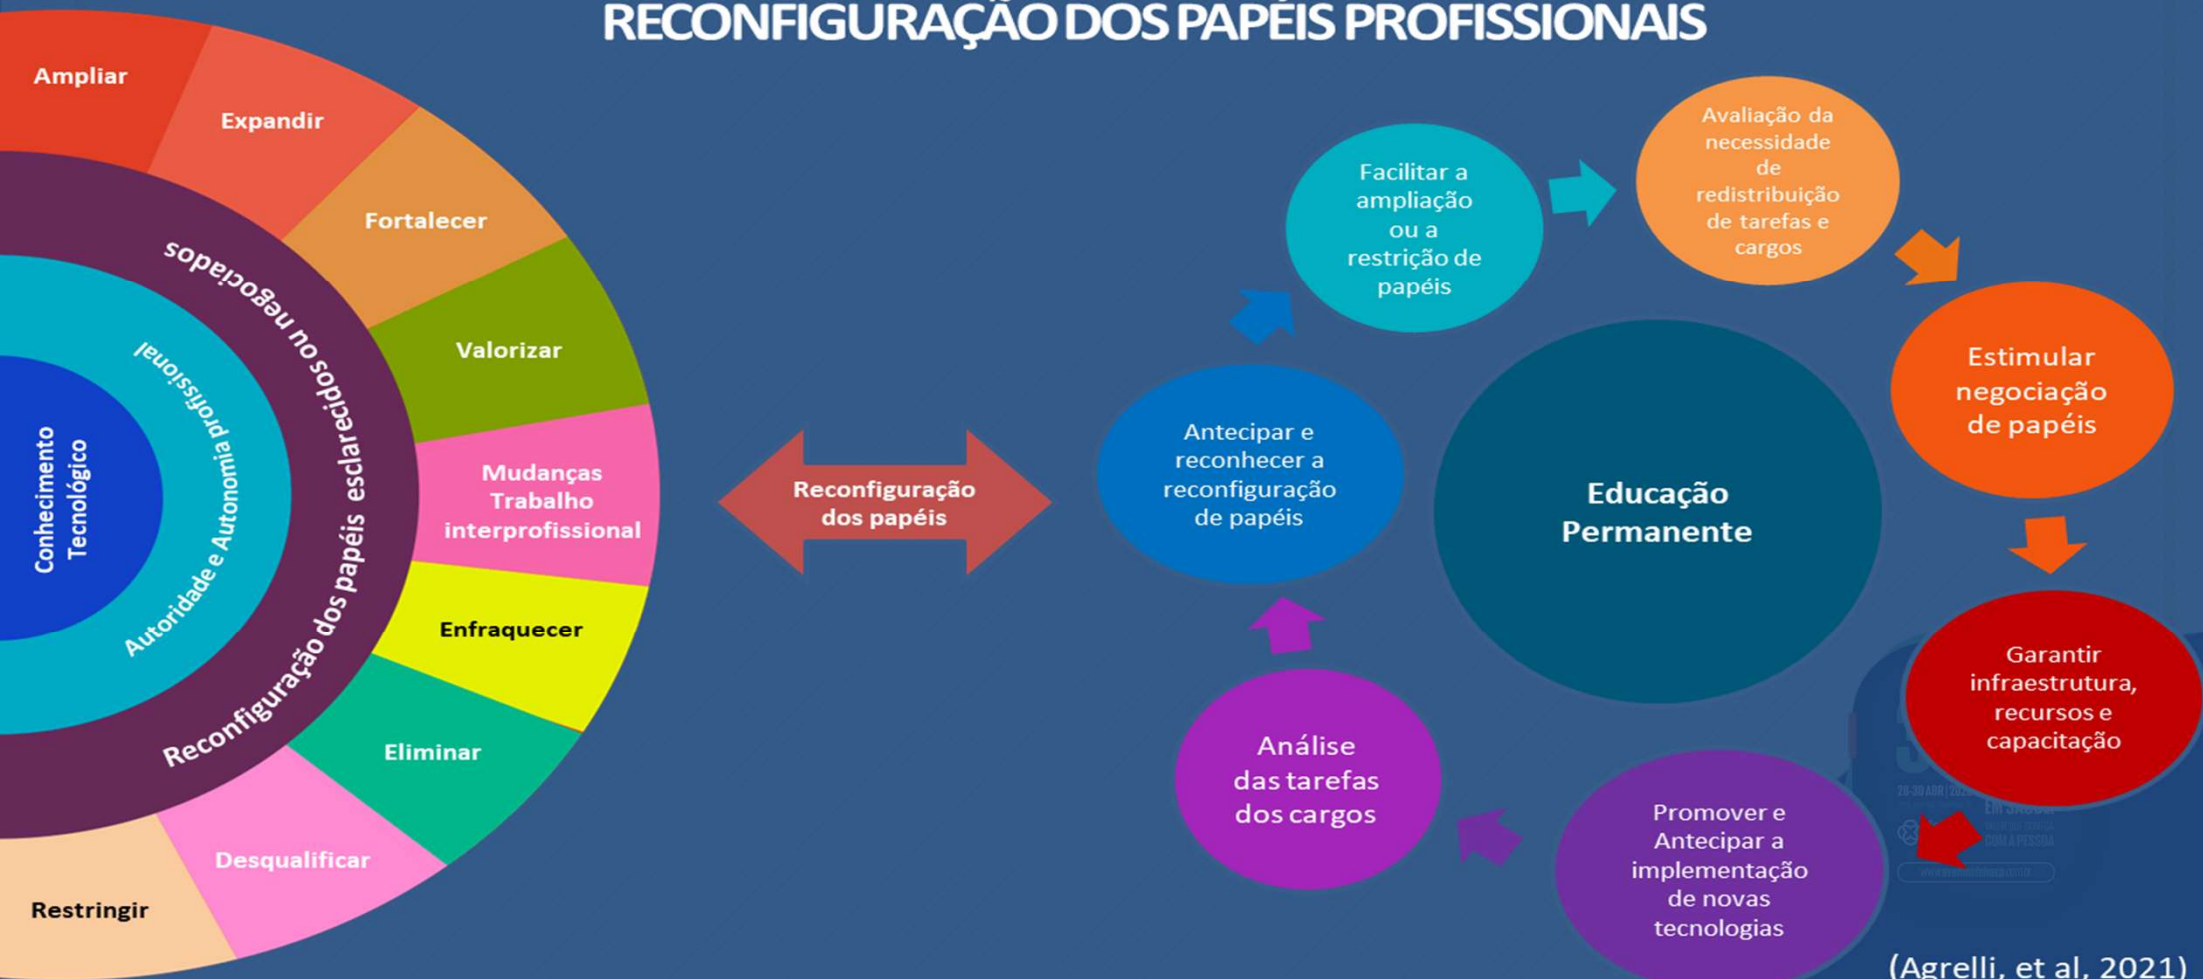 RECONFIGURAÇÃO DOS PAPÉIS PROFISSIONAIS
Ampliar
Expandir
Fortalecer
Valorizar
Mudanças
Trabalho
interprofissional
Enfraquecer
Eliminar
Desqualificar
Restringir
Reconfiguração dos papéis esclarecidos ou negociados
Autoridade e Autonomia profissional
Conhecimento
Tecnológico
Reconfiguração
dos papéis
Facilitar a
ampliação
ou a
restrição de
papéis
Avaliação da
necessidade
de
redistribuição
de tarefas e
cargos
Estimular
negociação
de papéis
Garantir
infraestrutura,
recursos e
capacitação
Promover e
Antecipar a
implementação
de novas
tecnologias
Análise
das tarefas
dos cargos
Antecipar e
reconhecer a
reconfiguração
de papéis
Educação
Permanente
(Agrelli, et al, 2021)